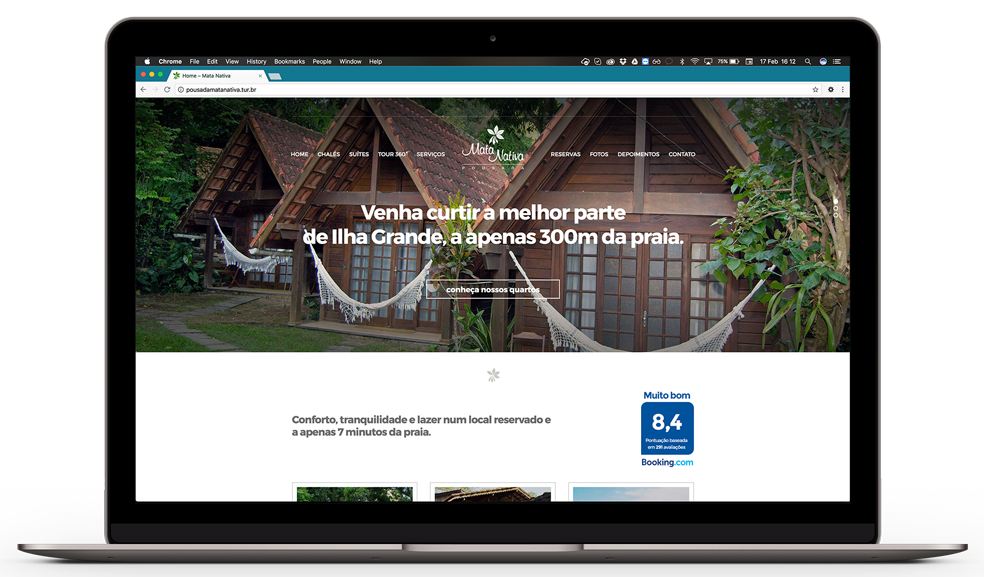 Chrome File Edit View History Bookmarks People Window Help 75% 17 Feb 16 12
Home – Mata Nativa
pousadamatanativa.tur.br
HOME CHALÉS SUÍTES TOUR 360° SERVIÇOS Mata Nativa RESERVAS FOTOS DEPOIMENTOS CONTATO
Venha curtir a melhor parte
de Ilha Grande, a apenas 300m da praia.
conheça nossos quartos
Muito bom
8,4
Pontuação baseada
em 291 avaliações
Booking.com
Conforto, tranquilidade e lazer num local reservado e
a apenas 7 minutos da praia.